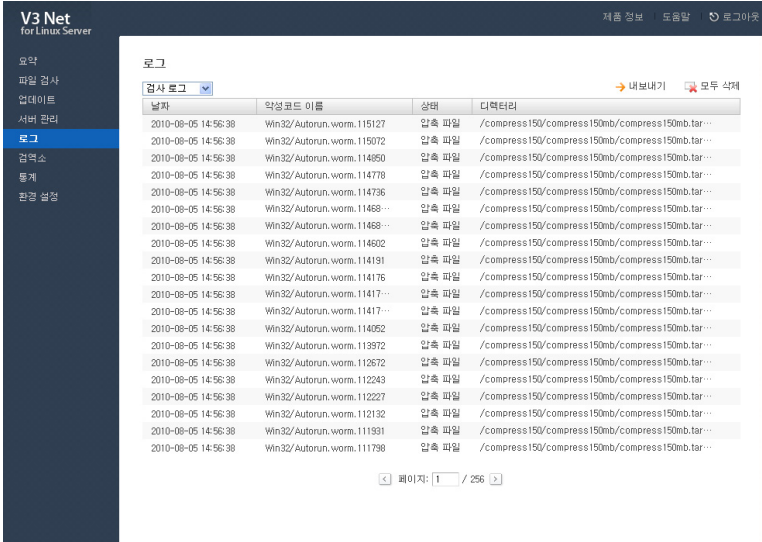 V3 Net
for Linux Server
제품 정보 도움말 로그아웃
요약
파일 검사
업데이트
서버 관리
로그
검역소
통계
환경 설정
로그
검사 로그
내보내기 모두 삭제
날짜 악성코드 이름 상태 디렉터리
2010-08-05 14:56:38 Win32/Autorun.worm.115127 압축 파일 /compress150/compress150mb/compress150mb.tar…
2010-08-05 14:56:38 Win32/Autorun.worm.115072 압축 파일 /compress150/compress150mb/compress150mb.tar…
2010-08-05 14:56:38 Win32/Autorun.worm.114850 압축 파일 /compress150/compress150mb/compress150mb.tar…
2010-08-05 14:56:38 Win32/Autorun.worm.114778 압축 파일 /compress150/compress150mb/compress150mb.tar…
2010-08-05 14:56:38 Win32/Autorun.worm.114736 압축 파일 /compress150/compress150mb/compress150mb.tar…
2010-08-05 14:56:38 Win32/Autorun.worm.11468… 압축 파일 /compress150/compress150mb/compress150mb.tar…
2010-08-05 14:56:38 Win32/Autorun.worm.11468… 압축 파일 /compress150/compress150mb/compress150mb.tar…
2010-08-05 14:56:38 Win32/Autorun.worm.114602 압축 파일 /compress150/compress150mb/compress150mb.tar…
2010-08-05 14:56:38 Win32/Autorun.worm.114191 압축 파일 /compress150/compress150mb/compress150mb.tar…
2010-08-05 14:56:38 Win32/Autorun.worm.114176 압축 파일 /compress150/compress150mb/compress150mb.tar…
2010-08-05 14:56:38 Win32/Autorun.worm.11417… 압축 파일 /compress150/compress150mb/compress150mb.tar…
2010-08-05 14:56:38 Win32/Autorun.worm.11417… 압축 파일 /compress150/compress150mb/compress150mb.tar…
2010-08-05 14:56:38 Win32/Autorun.worm.114052 압축 파일 /compress150/compress150mb/compress150mb.tar…
2010-08-05 14:56:38 Win32/Autorun.worm.113972 압축 파일 /compress150/compress150mb/compress150mb.tar…
2010-08-05 14:56:38 Win32/Autorun.worm.112672 압축 파일 /compress150/compress150mb/compress150mb.tar…
2010-08-05 14:56:38 Win32/Autorun.worm.112243 압축 파일 /compress150/compress150mb/compress150mb.tar…
2010-08-05 14:56:38 Win32/Autorun.worm.112227 압축 파일 /compress150/compress150mb/compress150mb.tar…
2010-08-05 14:56:38 Win32/Autorun.worm.112132 압축 파일 /compress150/compress150mb/compress150mb.tar…
2010-08-05 14:56:38 Win32/Autorun.worm.111931 압축 파일 /compress150/compress150mb/compress150mb.tar…
2010-08-05 14:56:38 Win32/Autorun.worm.111798 압축 파일 /compress150/compress150mb/compress150mb.tar…
페이지: 1 / 256